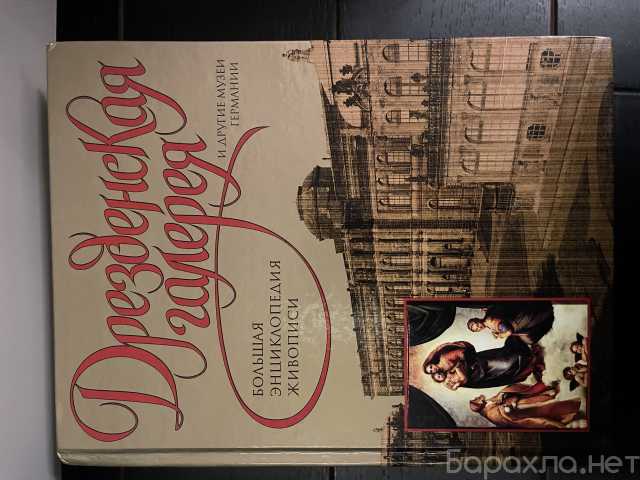 Дрезденская
галерея
И ДРУГИЕ МУЗЕИ
ГЕРМАНИИ
БОЛЬШАЯ
ЭНЦИКЛОПЕДИЯ
ЖИВОПИСИ
Барахла.нет